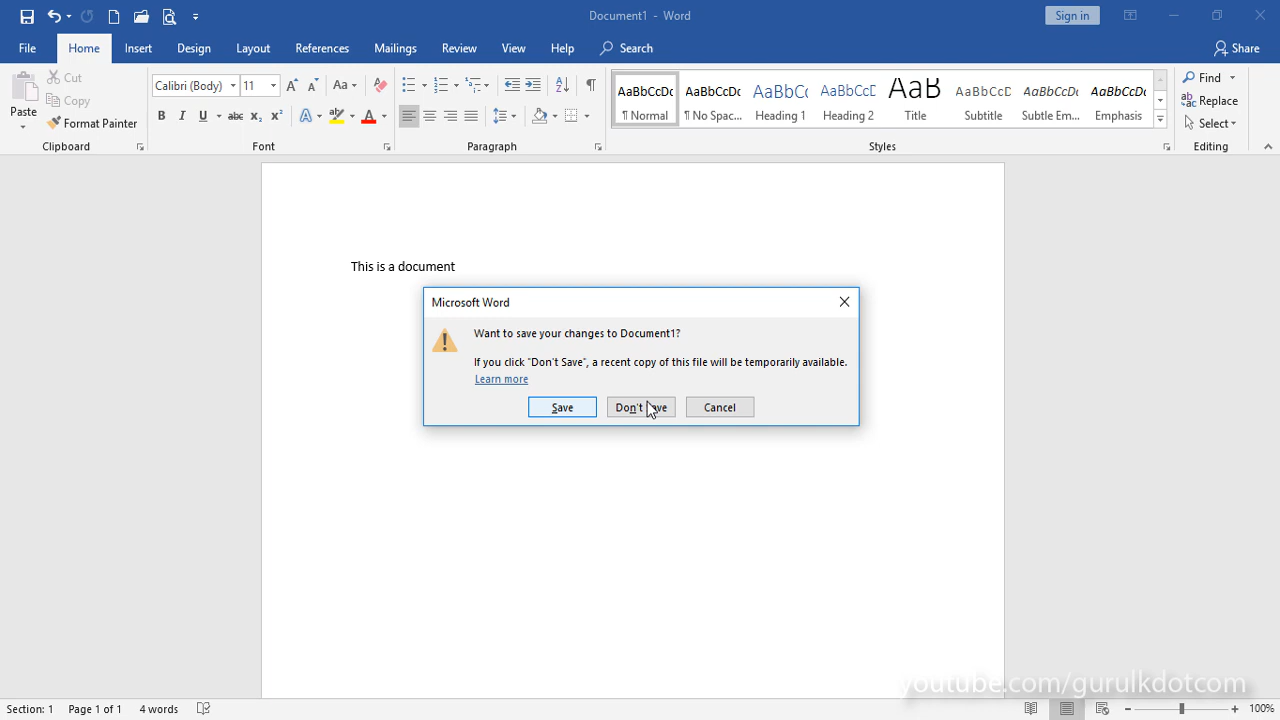 Document1 - Word
Sign in
File Home Insert Design Layout References Mailings Review View Help Search Share
Paste
Cut
Copy
Format Painter
Clipboard
Calibri (Body) 11
Aa
B I U abc X₂ X² A A
Font
Paragraph
AaBbCcDc AaBbCcDc AaBbCc AaBbCcD AaB AaBbCcD AaBbCcDc AaBbCcDc
¶ Normal ¶ No Spac... Heading 1 Heading 2 Title Subtitle Subtle Em... Emphasis
Styles
Find
Replace
Select
Editing
This is a document
Microsoft Word
Want to save your changes to Document1?
If you click "Don't Save", a recent copy of this file will be temporarily available.
Learn more
Save Don't Save Cancel
youtube.com/gurulkdotcom
Section: 1 Page 1 of 1 4 words 100%